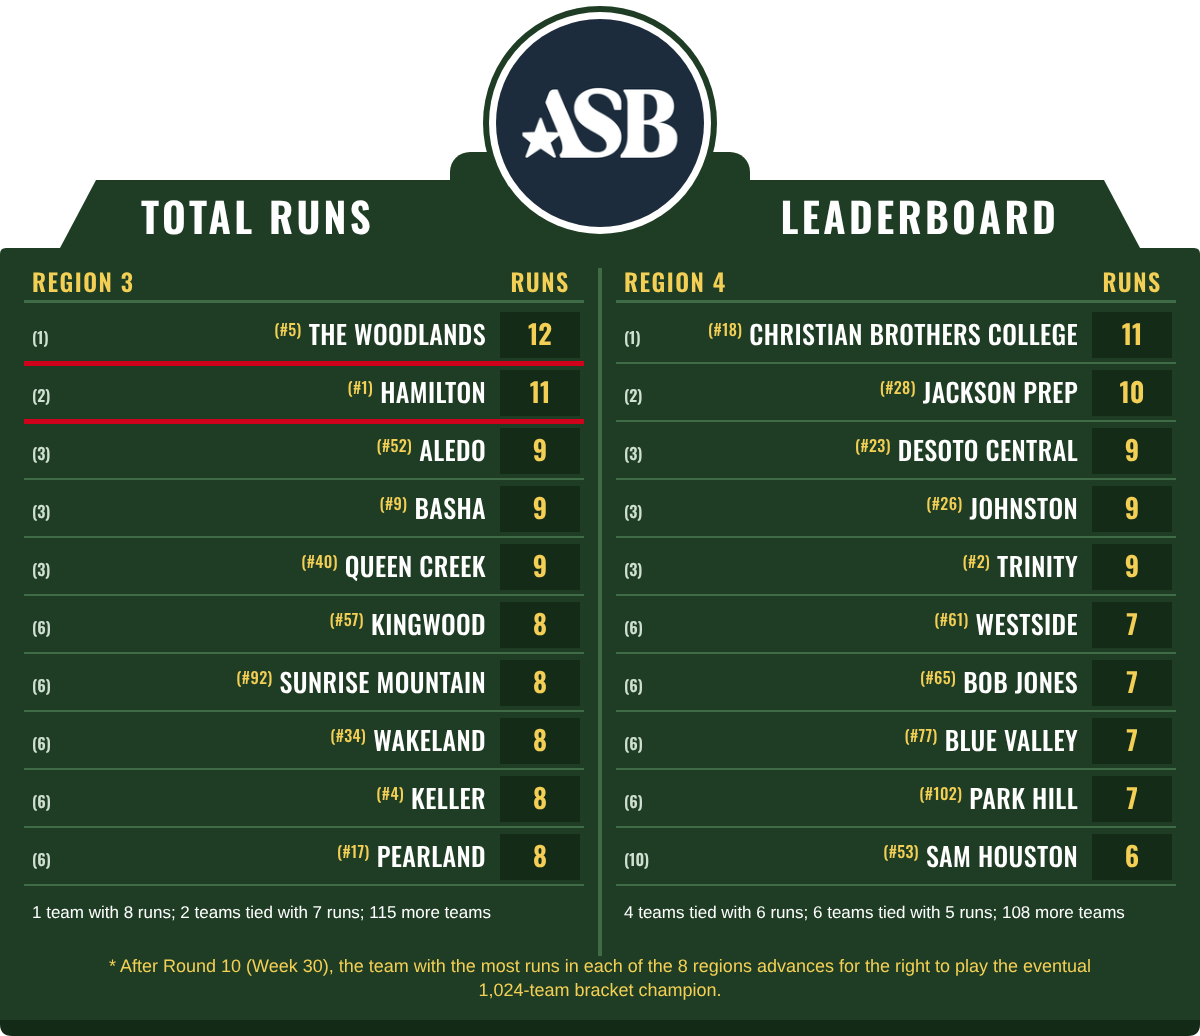 ASB
TOTAL RUNS
LEADERBOARD
REGION 3 RUNS
(1) (#5) THE WOODLANDS 12
(2) (#1) HAMILTON 11
(3) (#52) ALEDO 9
(3) (#9) BASHA 9
(3) (#40) QUEEN CREEK 9
(6) (#57) KINGWOOD 8
(6) (#92) SUNRISE MOUNTAIN 8
(6) (#34) WAKELAND 8
(6) (#4) KELLER 8
(6) (#17) PEARLAND 8
1 team with 8 runs; 2 teams tied with 7 runs; 115 more teams
REGION 4 RUNS
(1) (#18) CHRISTIAN BROTHERS COLLEGE 11
(2) (#28) JACKSON PREP 10
(3) (#23) DESOTO CENTRAL 9
(3) (#26) JOHNSTON 9
(3) (#2) TRINITY 9
(6) (#61) WESTSIDE 7
(6) (#65) BOB JONES 7
(6) (#77) BLUE VALLEY 7
(6) (#102) PARK HILL 7
(10) (#53) SAM HOUSTON 6
4 teams tied with 6 runs; 6 teams tied with 5 runs; 108 more teams
* After Round 10 (Week 30), the team with the most runs in each of the 8 regions advances for the right to play the eventual
1,024-team bracket champion.